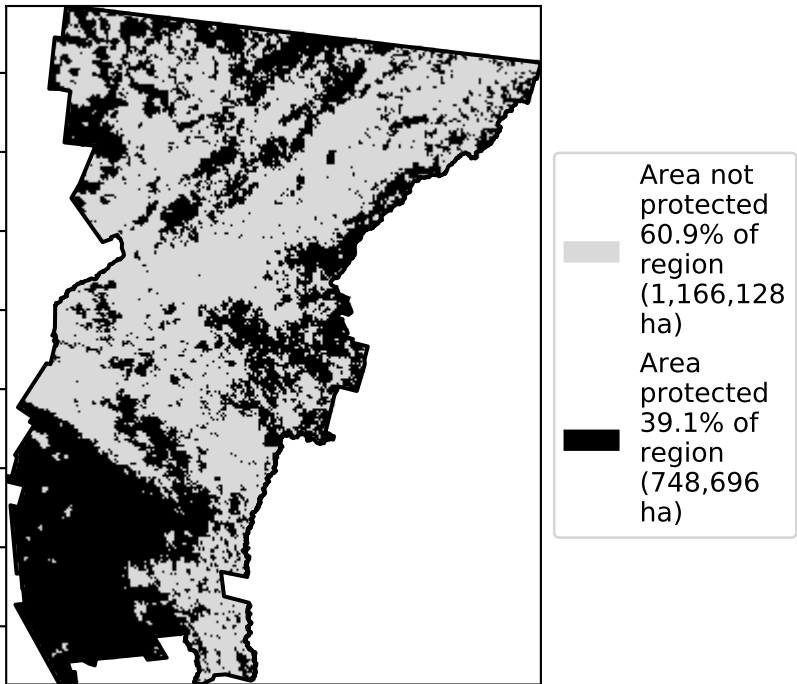 Area not
protected
60.9% of
region
(1,166,128
ha)
Area
protected
39.1% of
region
(748,696
ha)